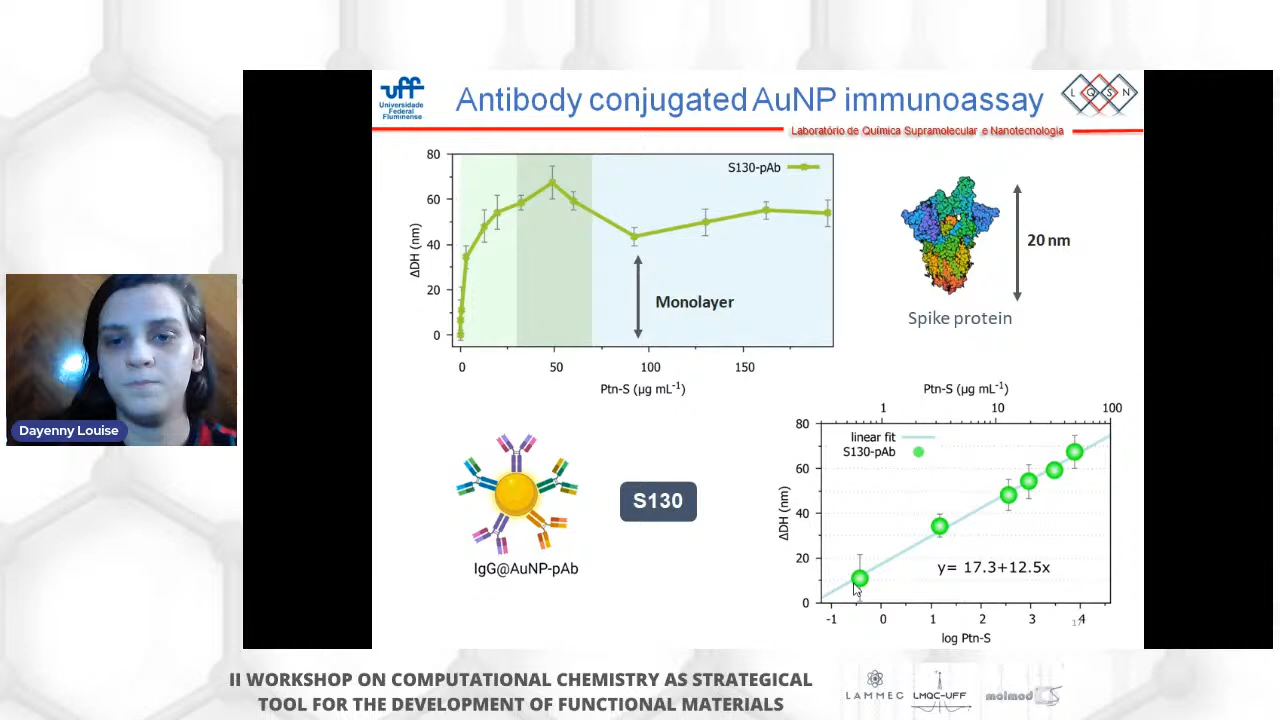 uff
Universidade
Federal
Fluminense
Antibody conjugated AuNP immunoassay
L Q S N
Laboratório de Química Supramolecular e Nanotecnologia
80
60
40
20
0
ΔDH (nm)
S130-pAb
Monolayer
0 50 100 150
Ptn-S (µg mL⁻¹)
20 nm
Spike protein
Dayenny Louise
IgG@AuNP-pAb
S130
Ptn-S (µg mL⁻¹)
1 10 100
80
60
40
20
0
ΔDH (nm)
linear fit
S130-pAb
y= 17.3+12.5x
-1 0 1 2 3 4
17
log Ptn-S
II WORKSHOP ON COMPUTATIONAL CHEMISTRY AS STRATEGICAL
TOOL FOR THE DEVELOPMENT OF FUNCTIONAL MATERIALS
LAMMEC
LMQC-UFF
molmod CS